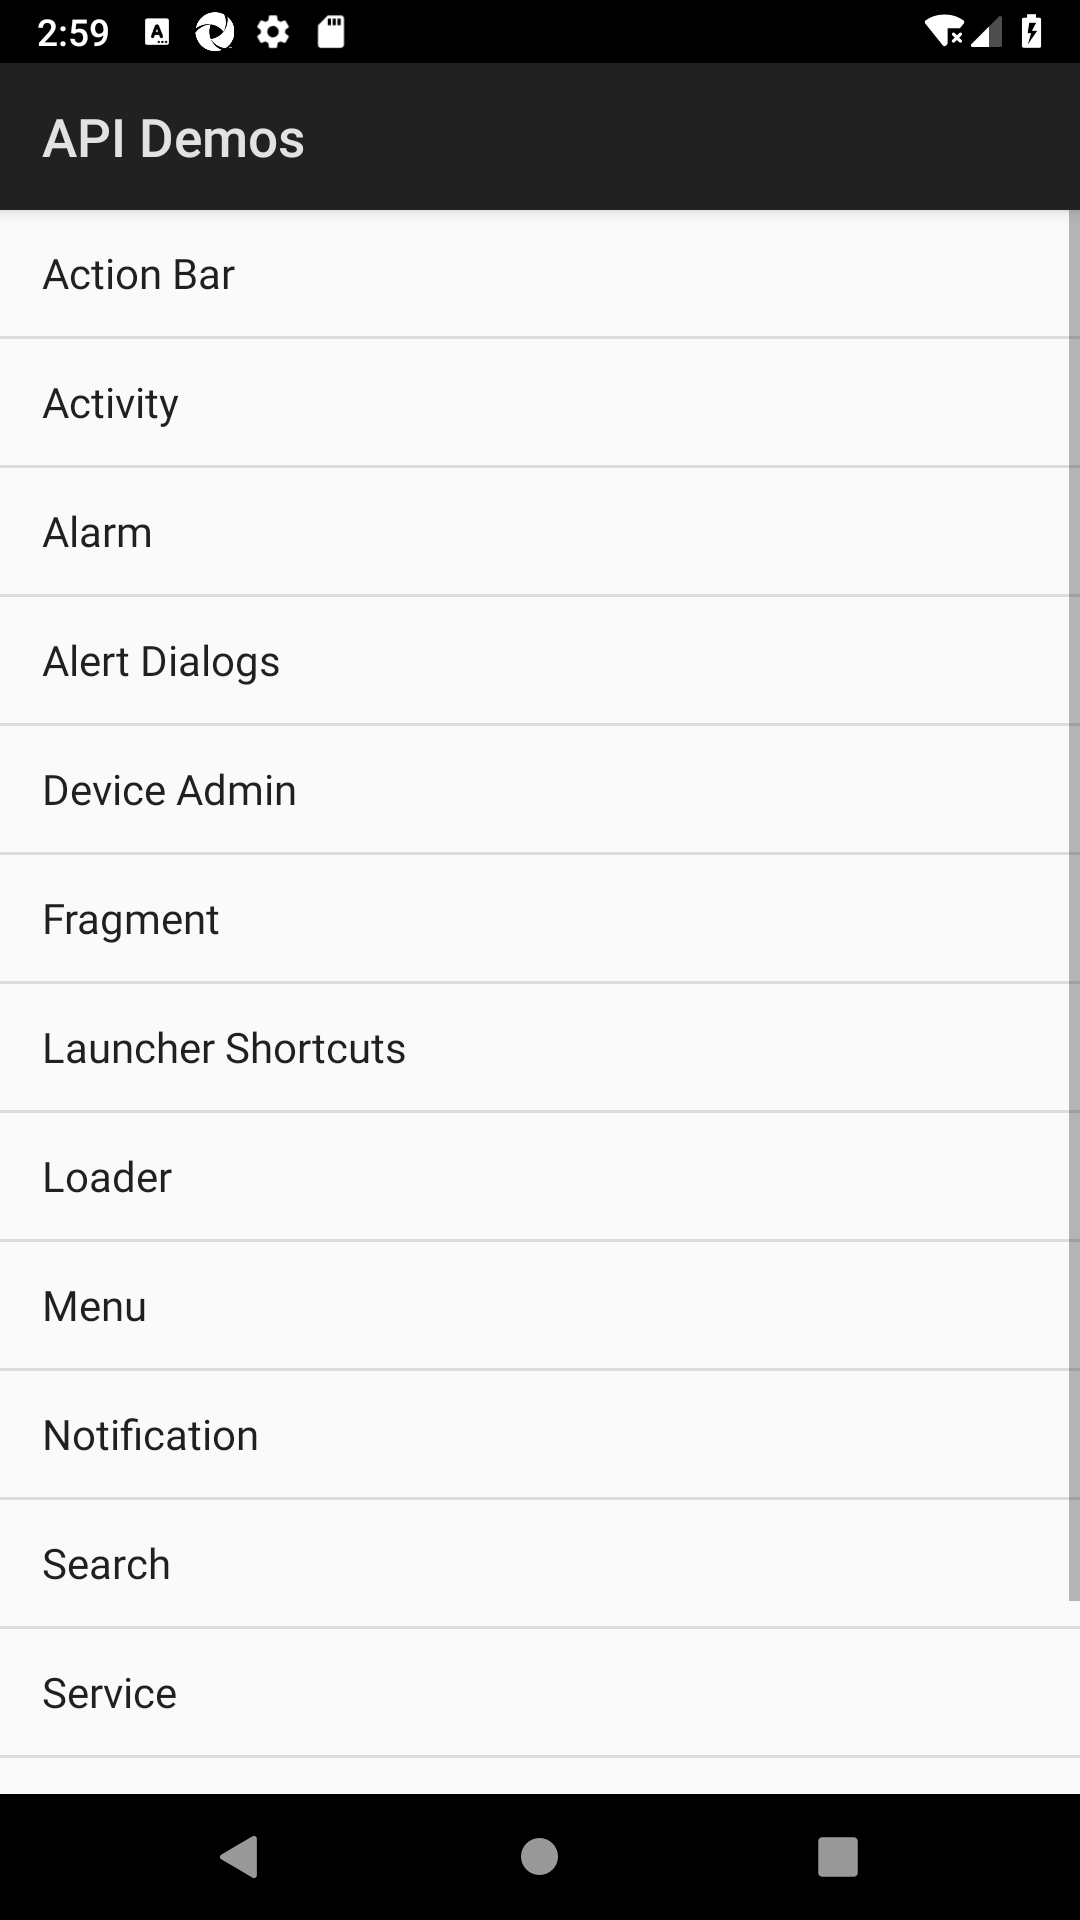 2:59
API Demos
Action Bar
Activity
Alarm
Alert Dialogs
Device Admin
Fragment
Launcher Shortcuts
Loader
Menu
Notification
Search
Service